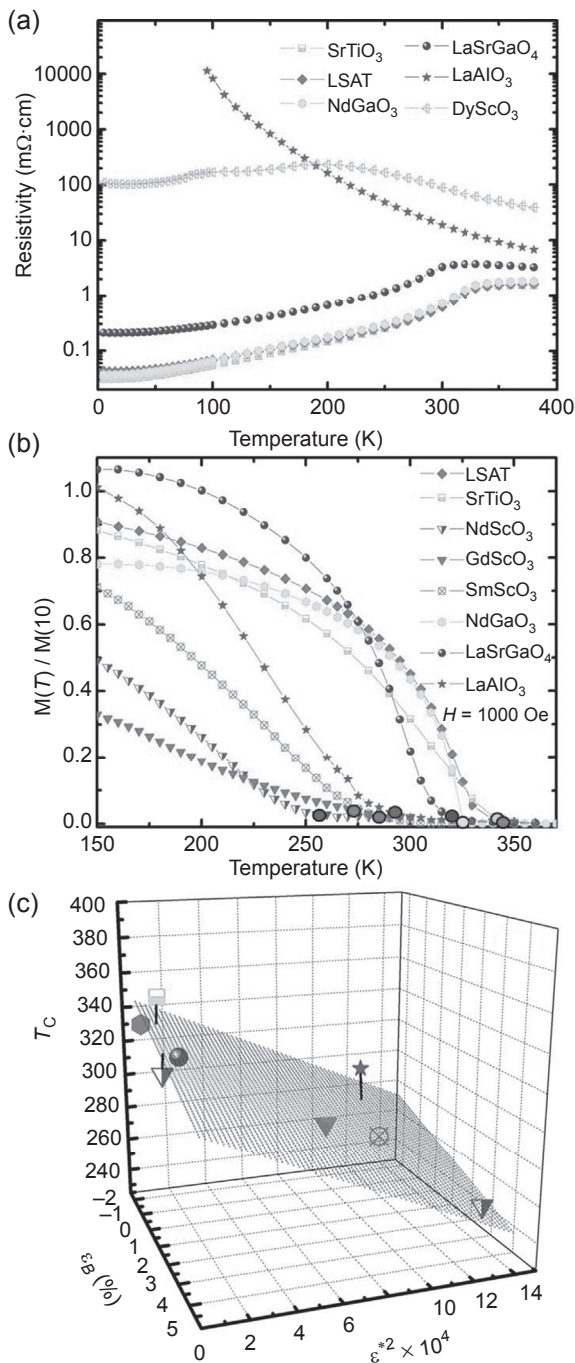 (a)
SrTiO₃
LSAT
NdGaO₃
LaSrGaO₄
LaAlO₃
DyScO₃
Resistivity (mΩ·cm)
10000
1000
100
10
1
0.1
0
100
200
300
400
Temperature (K)
(b)
LSAT
SrTiO₃
NdScO₃
GdScO₃
SmScO₃
NdGaO₃
LaSrGaO₄
LaAlO₃
H = 1000 Oe
M(T) / M(10)
1.0
0.8
0.6
0.4
0.2
0.0
150
200
250
300
350
Temperature (K)
(c)
T_C
400
380
360
340
320
300
280
260
240
−2
−1
0
1
2
3
4
5
ε_B (%)
0
2
4
6
8
10
12
14
ε*² × 10⁴